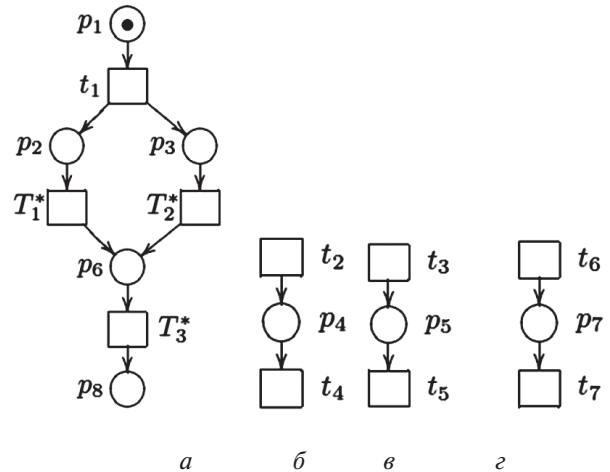 p₁
t₁
p₂ p₃
T₁* T₂*
p₆ t₂ t₃ t₆
T₃* p₄ p₅ p₇
p₈ t₄ t₅ t₇
а б в г